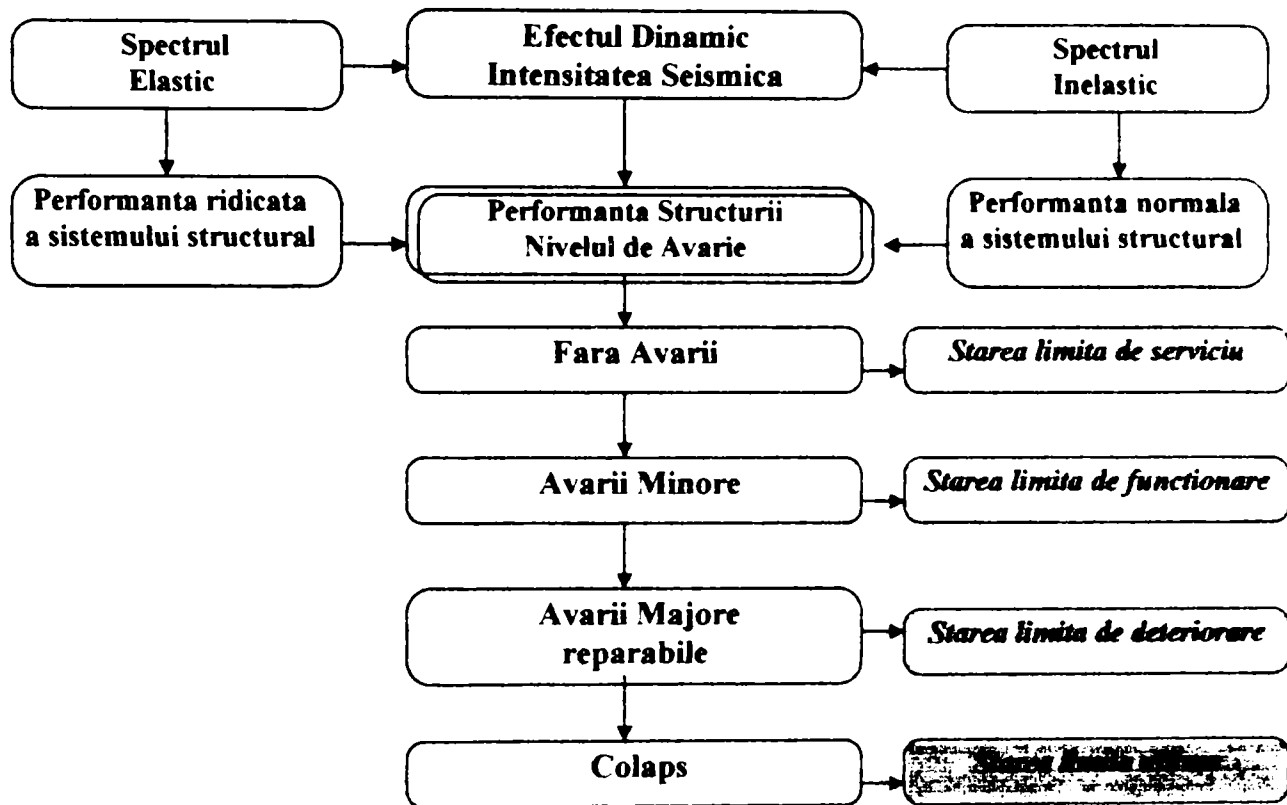 Spectrul
Elastic
Efectul Dinamic
Intensitatea Seismica
Spectrul
Inelastic
Performanta ridicata
a sistemului structural
Performanta Structurii
Nivelul de Avarie
Performanta normala
a sistemului structural
Fara Avarii
Starea limita de serviciu
Avarii Minore
Starea limita de functionare
Avarii Majore
reparabile
Starea limita de deteriorare
Colaps
Starea limita